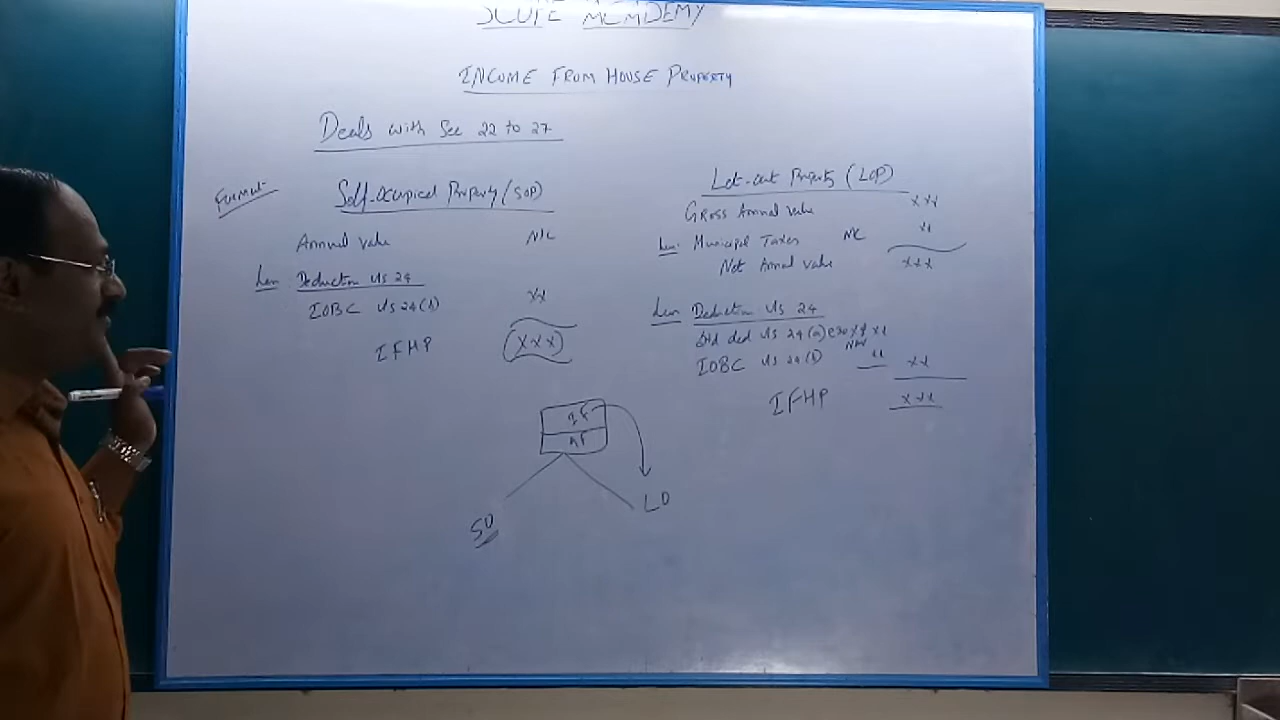 INCOME FROM HOUSE PROPERTY
Deals with Sec 22 to 27
Format
Self-occupied Property (SOP)
Annual value NIL
Less Deduction u/s 24
IOBC u/s 24(b) xx
IFHP (xxx)
Let-out Property (LOP)
Gross Annual value xxx
Less: Municipal Taxes xx
Net Annual value xxx
Less Deduction u/s 24
Std ded u/s 24(a) @30% xx
NAV
IOBC u/s 24(b) xx xx
IFHP xxx
SO
LO